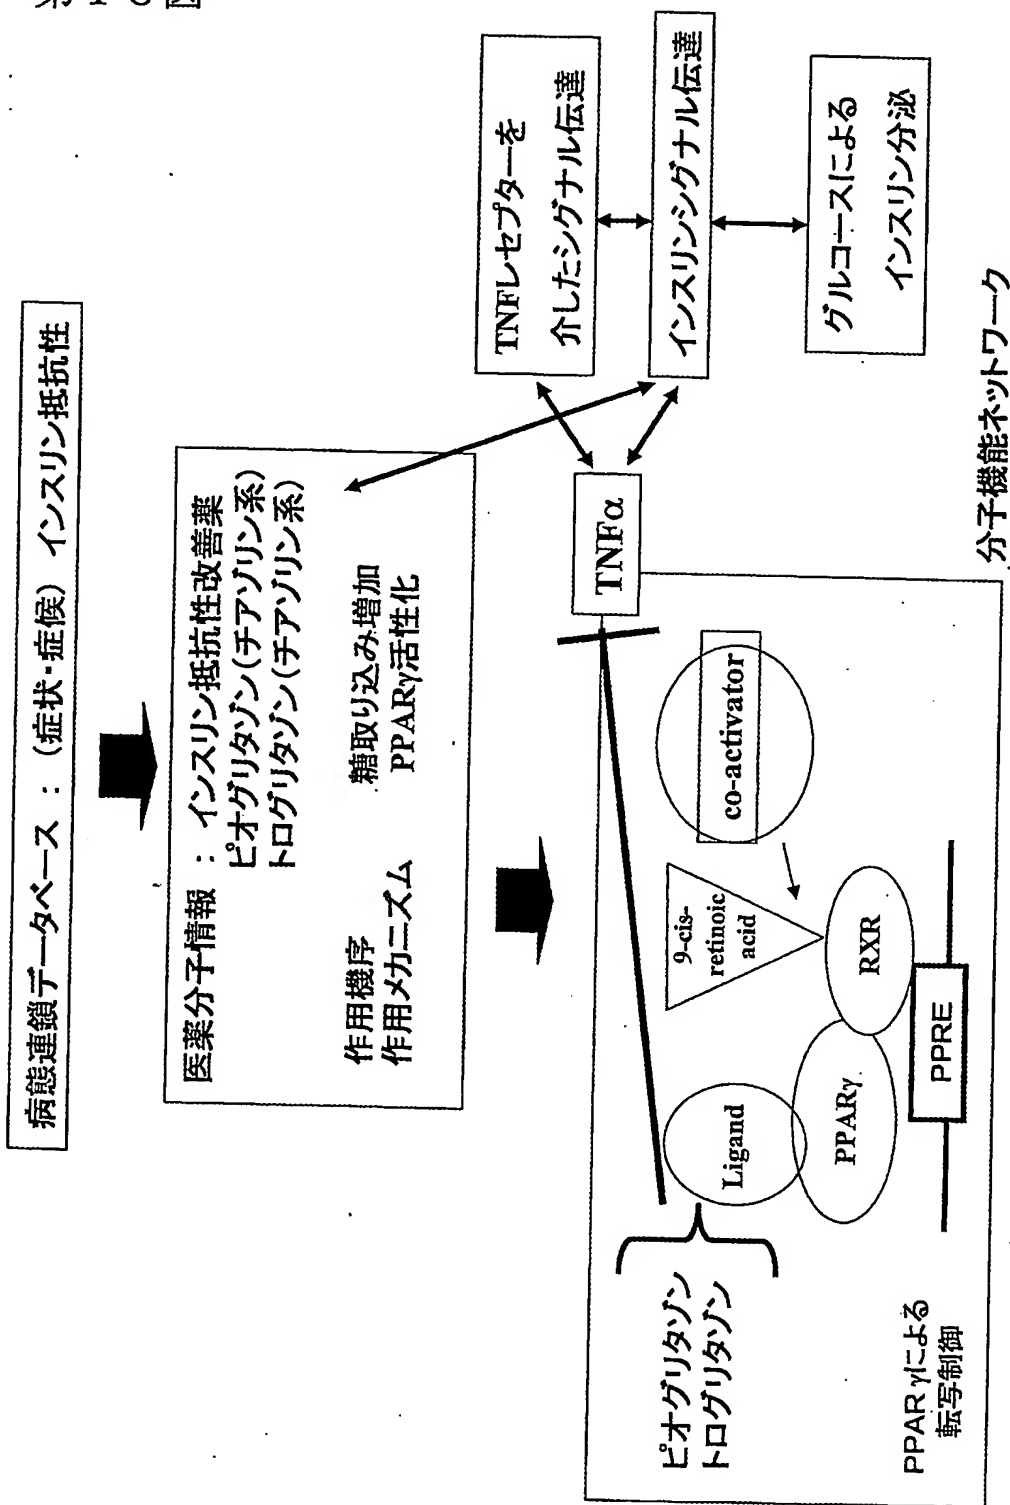 病態連鎖データベース : (症状・症候) インスリン抵抗性
医薬分子情報 : インスリン抵抗性改善薬
ピオグリタゾン(チアゾリン系)
トログリタゾン(チアゾリン系)
作用機序 糖取り込み増加
作用メカニズム PPARγ活性化
TNFレセプターを
介したシグナル伝達
インスリンシグナル伝達
グルコースによる
インスリン分泌
TNFα
ピオグリタゾン
トログリタゾン
Ligand
9-cis-
retinoic
acid
co-activator
PPARγ
RXR
PPRE
PPARγによる
転写制御
分子機能ネットワーク